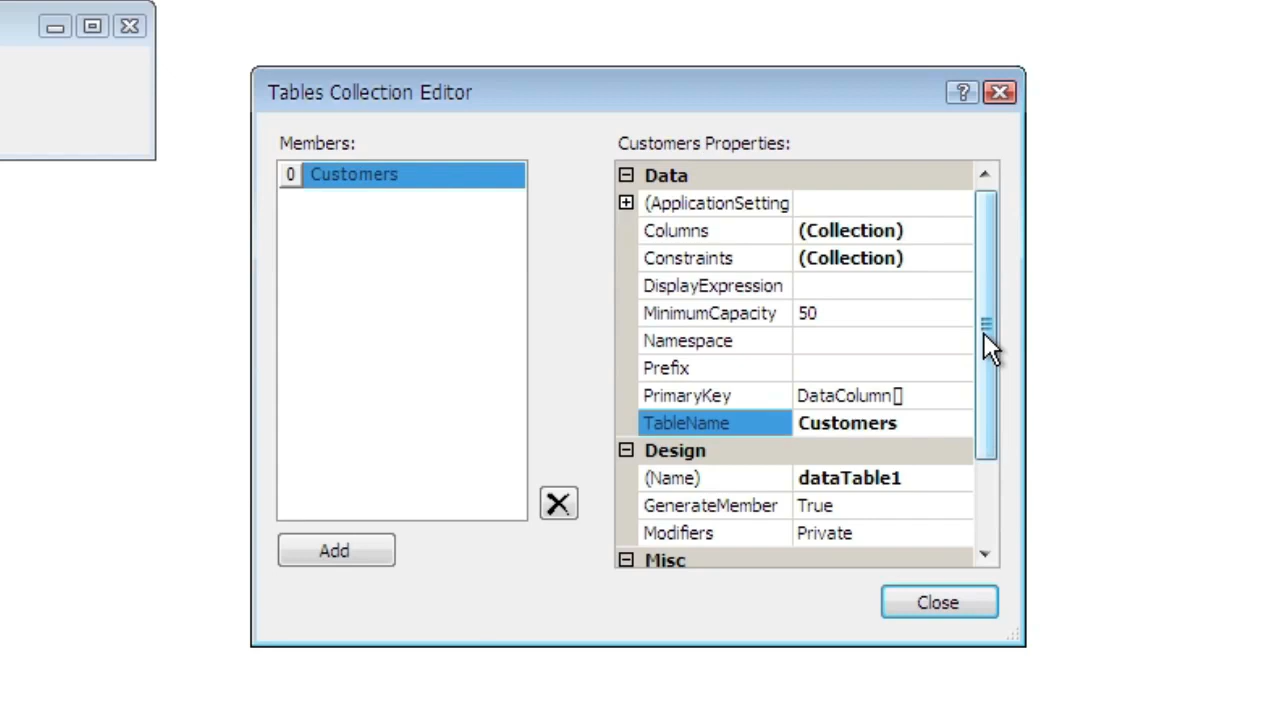 Tables Collection Editor
Members:
0 Customers
Add
Customers Properties:
Data
(ApplicationSetting
Columns (Collection)
Constraints (Collection)
DisplayExpression
MinimumCapacity 50
Namespace
Prefix
PrimaryKey DataColumn[]
TableName Customers
Design
(Name) dataTable1
GenerateMember True
Modifiers Private
Misc
Close